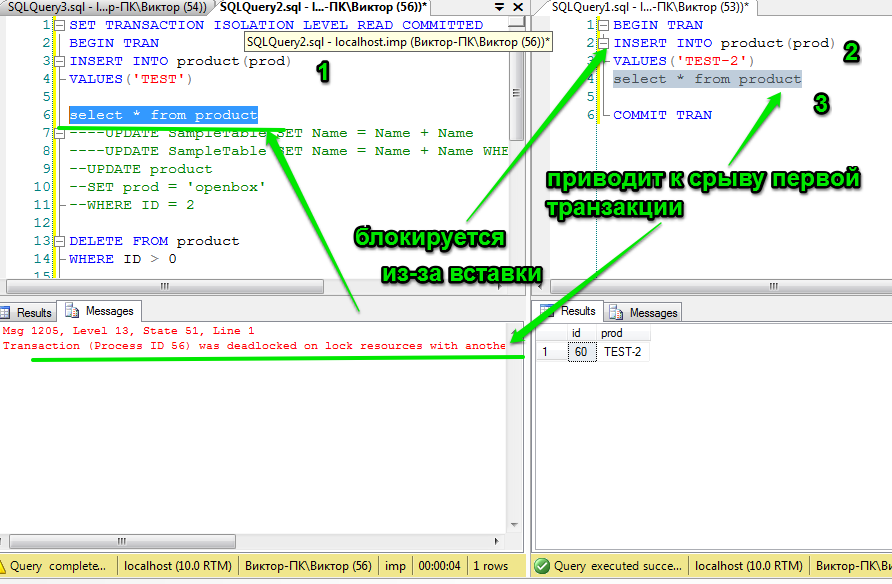 SQLQuery3.sql - l...р-ПК\Виктор (54))
SQLQuery2.sql - l...-ПК\Виктор (56))*
SQLQuery1.sql - l...-ПК\Виктор (53))*
1 SET TRANSACTION ISOLATION LEVEL READ COMMITTED
2 BEGIN TRAN
SQLQuery2.sql - localhost.imp (Виктор-ПК\Виктор (56))*
3 INSERT INTO product(prod)
4 VALUES('TEST')
5
6 select * from product
7 ----UPDATE SampleTable SET Name = Name + Name
8 ----UPDATE SampleTable SET Name = Name + Name WHE
9 --UPDATE product
10 --SET prod = 'openbox'
11 --WHERE ID = 2
12
13 DELETE FROM product
14 WHERE ID > 0
15
1
1 BEGIN TRAN
2 INSERT INTO product(prod)
3 VALUES('TEST-2')
4 select * from product
5
6 COMMIT TRAN
2
3
приводит к срыву первой
транзакции
блокируется
из-за вставки
Results Messages
Msg 1205, Level 13, State 51, Line 1
Transaction (Process ID 56) was deadlocked on lock resources with anothe
Results Messages
id prod
1 60 TEST-2
Query complete... localhost (10.0 RTM) Виктор-ПК\Виктор (56) imp 00:00:04 1 rows
Query executed succe... localhost (10.0 RTM) Виктор-ПК\Ви